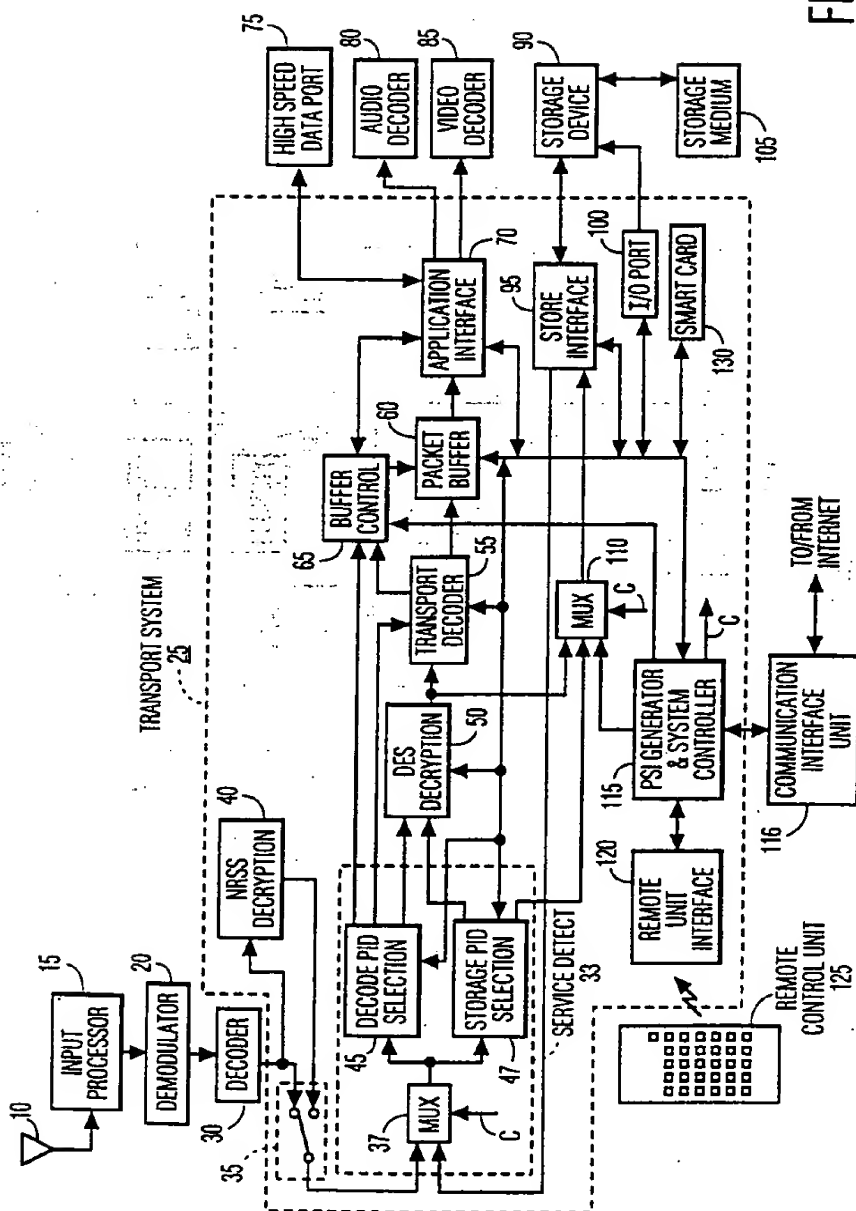 FI
10
15
INPUT
PROCESSOR
20
DEMODULATOR
30
DECODER
35
40
NRSS
DECRYPTION
TRANSPORT SYSTEM
25
37
MUX
C
45
DECODE PID
SELECTION
STORAGE PID
SELECTION
47
SERVICE DETECT
33
DES
DECRYPTION
50
TRANSPORT
DECODER
55
65
BUFFER
CONTROL
PACKET
BUFFER
60
APPLICATION
INTERFACE
70
HIGH SPEED
DATA PORT
75
AUDIO
DECODER
80
VIDEO
DECODER
85
STORAGE
DEVICE
90
STORAGE
MEDIUM
105
95
STORE
INTERFACE
100
I/O PORT
SMART CARD
130
MUX
110
C
115
PSI GENERATOR
& SYSTEM
CONTROLLER
C
120
REMOTE
UNIT
INTERFACE
REMOTE
CONTROL UNIT
125
COMMUNICATION
INTERFACE
UNIT
116
TO/FROM
INTERNET